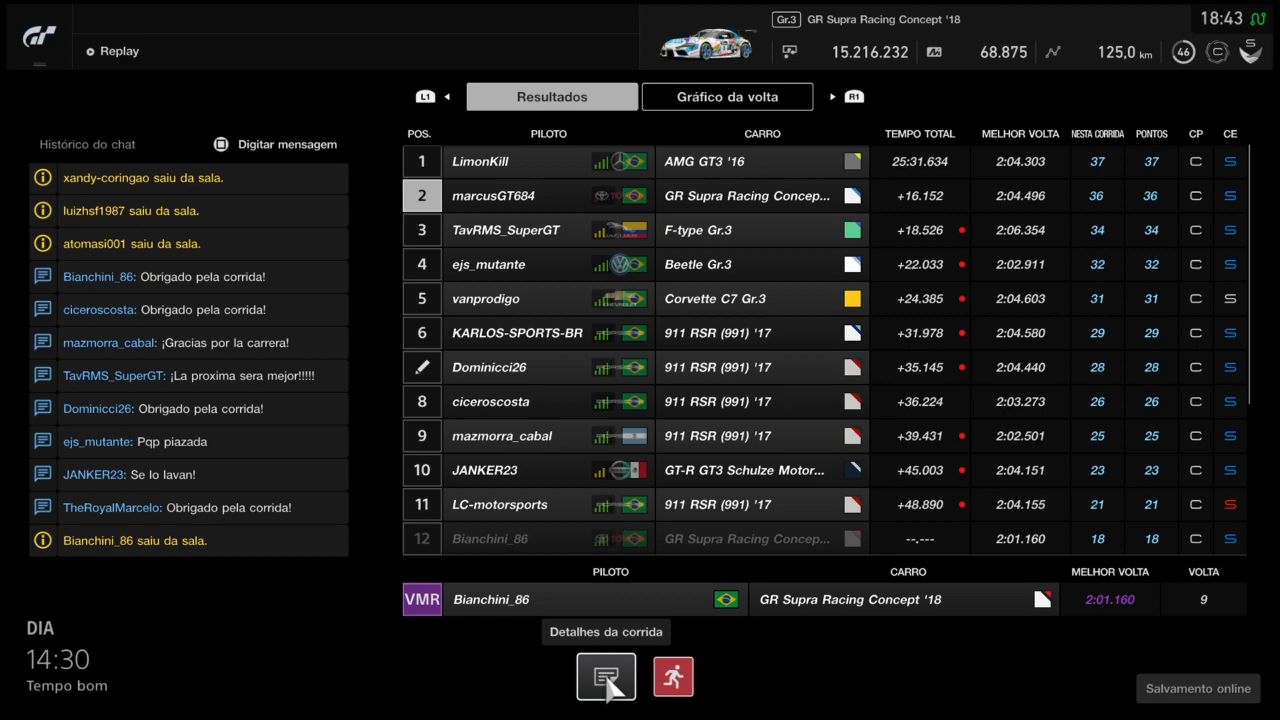 Replay
Gr.3 GR Supra Racing Concept '18
15.216.232 68.875 125,0 km 46 C S
18:43
L1 Resultados Gráfico da volta R1
Histórico do chat Digitar mensagem
xandy-coringao saiu da sala.
luizhsf1987 saiu da sala.
atomasi001 saiu da sala.
Bianchini_86: Obrigado pela corrida!
ciceroscosta: Obrigado pela corrida!
mazmorra_cabal: ¡Gracias por la carrera!
TavRMS_SuperGT: ¡La proxima sera mejor!!!!!
Dominicci26: Obrigado pela corrida!
ejs_mutante: Pqp piazada
JANKER23: Se lo lavan!
TheRoyalMarcelo: Obrigado pela corrida!
Bianchini_86 saiu da sala.
POS. PILOTO CARRO TEMPO TOTAL MELHOR VOLTA NESTA CORRIDA PONTOS CP CE
1 LimonKill AMG GT3 '16 25:31.634 2:04.303 37 37 C S
2 marcusGT684 GR Supra Racing Concep... +16.152 2:04.496 36 36 C S
3 TavRMS_SuperGT F-type Gr.3 +18.526 2:06.354 34 34 C S
4 ejs_mutante Beetle Gr.3 +22.033 2:02.911 32 32 C S
5 vanprodigo Corvette C7 Gr.3 +24.385 2:04.603 31 31 C S
6 KARLOS-SPORTS-BR 911 RSR (991) '17 +31.978 2:04.580 29 29 C S
Dominicci26 911 RSR (991) '17 +35.145 2:04.440 28 28 C S
8 ciceroscosta 911 RSR (991) '17 +36.224 2:03.273 26 26 C S
9 mazmorra_cabal 911 RSR (991) '17 +39.431 2:02.501 25 25 C S
10 JANKER23 GT-R GT3 Schulze Motor... +45.003 2:04.151 23 23 C S
11 LC-motorsports 911 RSR (991) '17 +48.890 2:04.155 21 21 C S
12 Bianchini_86 GR Supra Racing Concep... --.--- 2:01.160 18 18 C S
PILOTO CARRO MELHOR VOLTA VOLTA
VMR Bianchini_86 GR Supra Racing Concept '18 2:01.160 9
Detalhes da corrida
DIA
14:30
Tempo bom
Salvamento online